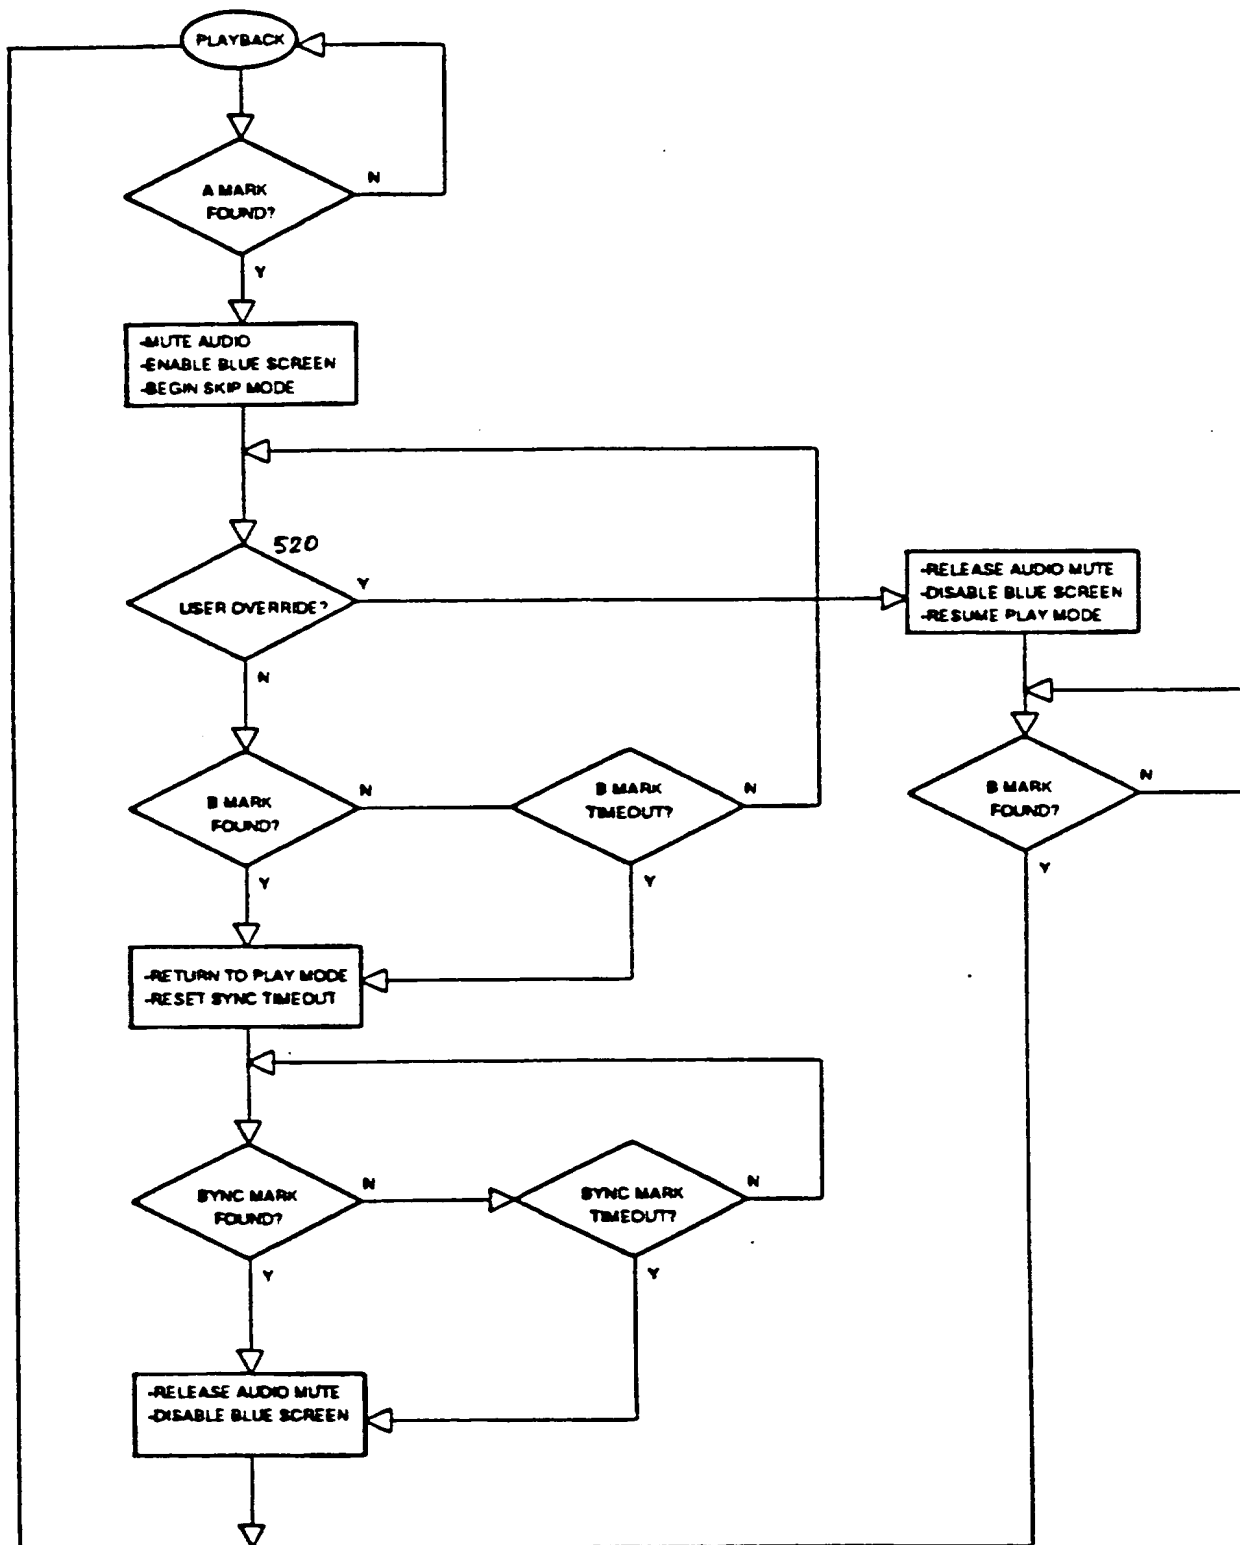 PLAYBACK
A MARK
FOUND?
N
Y
-MUTE AUDIO
-ENABLE BLUE SCREEN
-BEGIN SKIP MODE
520
USER OVERRIDE?
Y
N
-RELEASE AUDIO MUTE
-DISABLE BLUE SCREEN
-RESUME PLAY MODE
B MARK
FOUND?
N
Y
B MARK
TIMEOUT?
N
Y
B MARK
FOUND?
N
Y
-RETURN TO PLAY MODE
-RESET SYNC TIMEOUT
SYNC MARK
FOUND?
N
Y
SYNC MARK
TIMEOUT?
N
Y
-RELEASE AUDIO MUTE
-DISABLE BLUE SCREEN